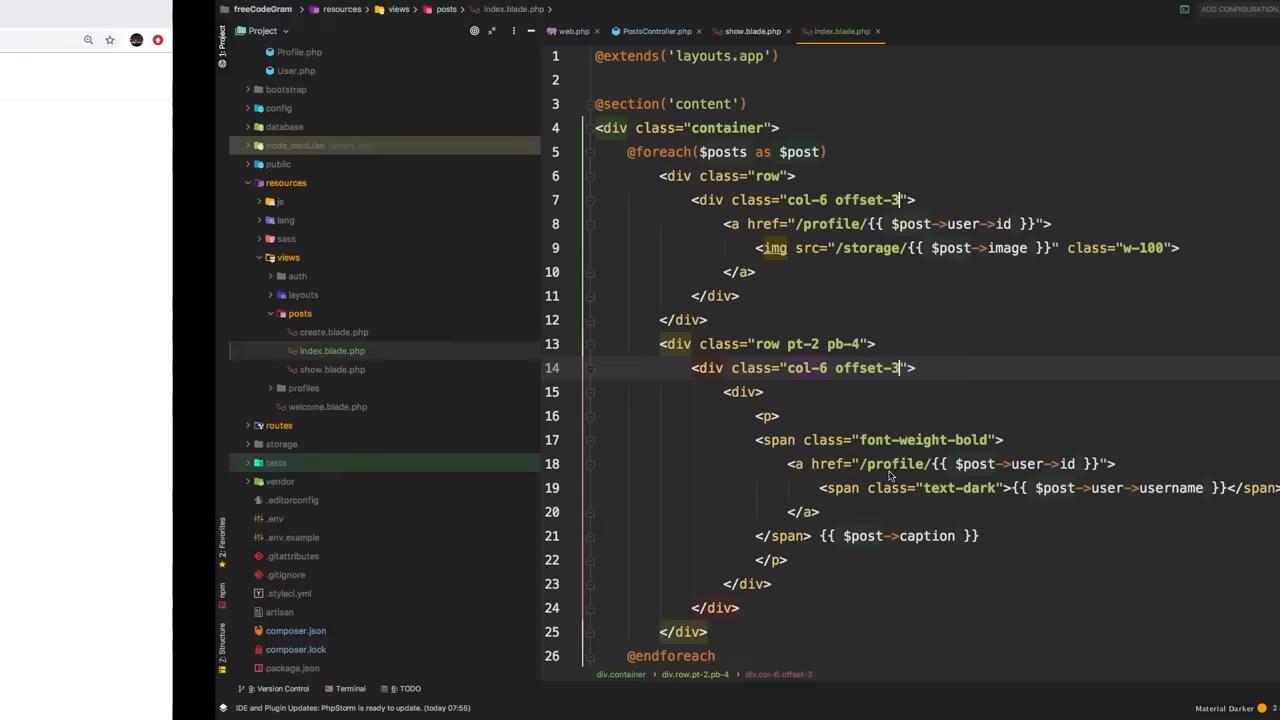 freeCodeGram resources views posts index.blade.php ADD CONFIGURATION
1: Project
Project
web.php PostsController.php show.blade.php index.blade.php
Profile.php
User.php
bootstrap
config
database
node_modules
public
resources
js
lang
sass
views
auth
layouts
posts
create.blade.php
index.blade.php
show.blade.php
profiles
welcome.blade.php
routes
storage
tests
vendor
.editorconfig
.env
.env.example
.gitattributes
.gitignore
.styleci.yml
artisan
composer.json
composer.lock
package.json
2: Favorites
npm
7: Structure
1 @extends('layouts.app')
2
3 @section('content')
4 <div class="container">
5 @foreach($posts as $post)
6 <div class="row">
7 <div class="col-6 offset-3">
8 <a href="/profile/{{ $post->user->id }}">
9 <img src="/storage/{{ $post->image }}" class="w-100">
10 </a>
11 </div>
12 </div>
13 <div class="row pt-2 pb-4">
14 <div class="col-6 offset-3">
15 <div>
16 <p>
17 <span class="font-weight-bold">
18 <a href="/profile/{{ $post->user->id }}">
19 <span class="text-dark">{{ $post->user->username }}</span>
20 </a>
21 </span> {{ $post->caption }}
22 </p>
23 </div>
24 </div>
25 </div>
26 @endforeach
div.container div.row.pt-2.pb-4 div.col-6.offset-3
9: Version Control Terminal 6: TODO
IDE and Plugin Updates: PhpStorm is ready to update. (today 07:55) Material Darker 2